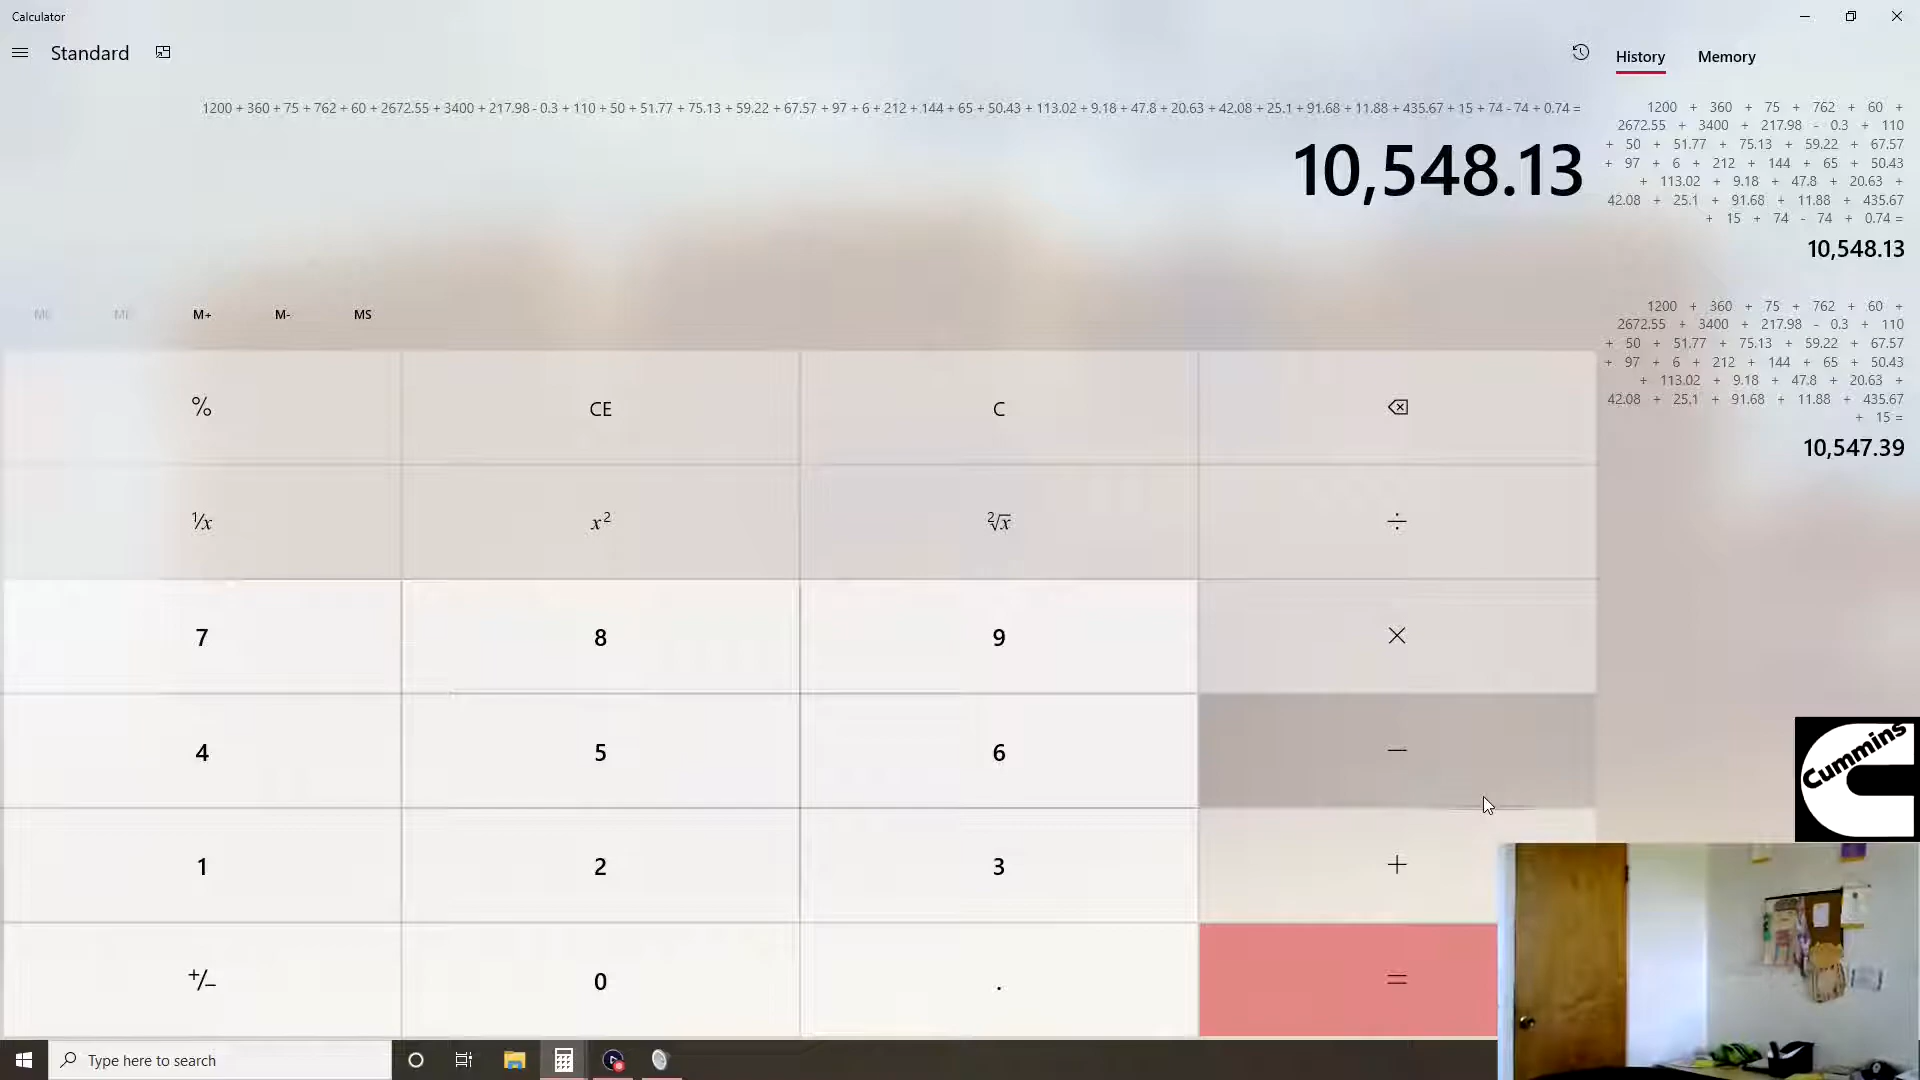 Calculator
Standard
History Memory
1200 + 360 + 75 + 762 + 60 + 2672.55 + 3400 + 217.98 - 0.3 + 110 + 50 + 51.77 + 75.13 + 59.22 + 67.57 + 97 + 6 + 212 + 144 + 65 + 50.43 + 113.02 + 9.18 + 47.8 + 20.63 + 42.08 + 25.1 + 91.68 + 11.88 + 435.67 + 15 + 74 - 74 + 0.74 =
10,548.13
1200 + 360 + 75 + 762 + 60 +
2672.55 + 3400 + 217.98 - 0.3 + 110
+ 50 + 51.77 + 75.13 + 59.22 + 67.57
+ 97 + 6 + 212 + 144 + 65 + 50.43
+ 113.02 + 9.18 + 47.8 + 20.63 +
42.08 + 25.1 + 91.68 + 11.88 + 435.67
+ 15 + 74 - 74 + 0.74 =
10,548.13
1200 + 360 + 75 + 762 + 60 +
2672.55 + 3400 + 217.98 - 0.3 + 110
+ 50 + 51.77 + 75.13 + 59.22 + 67.57
+ 97 + 6 + 212 + 144 + 65 + 50.43
+ 113.02 + 9.18 + 47.8 + 20.63 +
42.08 + 25.1 + 91.68 + 11.88 + 435.67
+ 15 =
10,547.39
M+ M- MS
% CE C
¹/x x² ²√x ÷
7 8 9 ×
4 5 6 −
1 2 3 +
+/− 0 . =
Cummins
Type here to search